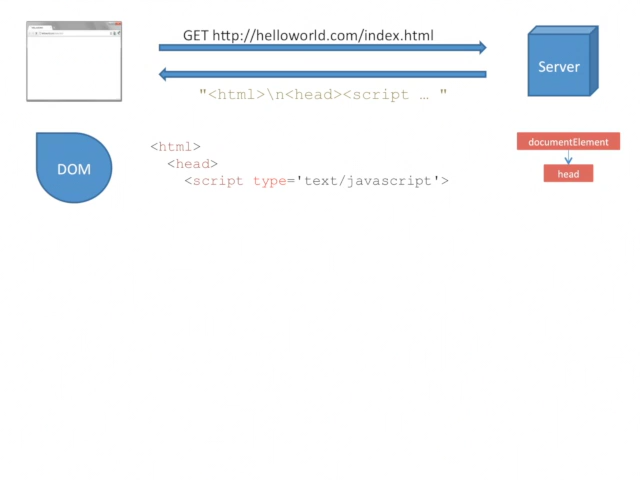 GET http://helloworld.com/index.html
Server
"<html>\n<head><script … "
DOM
<html>
<head>
<script type='text/javascript'>
documentElement
head